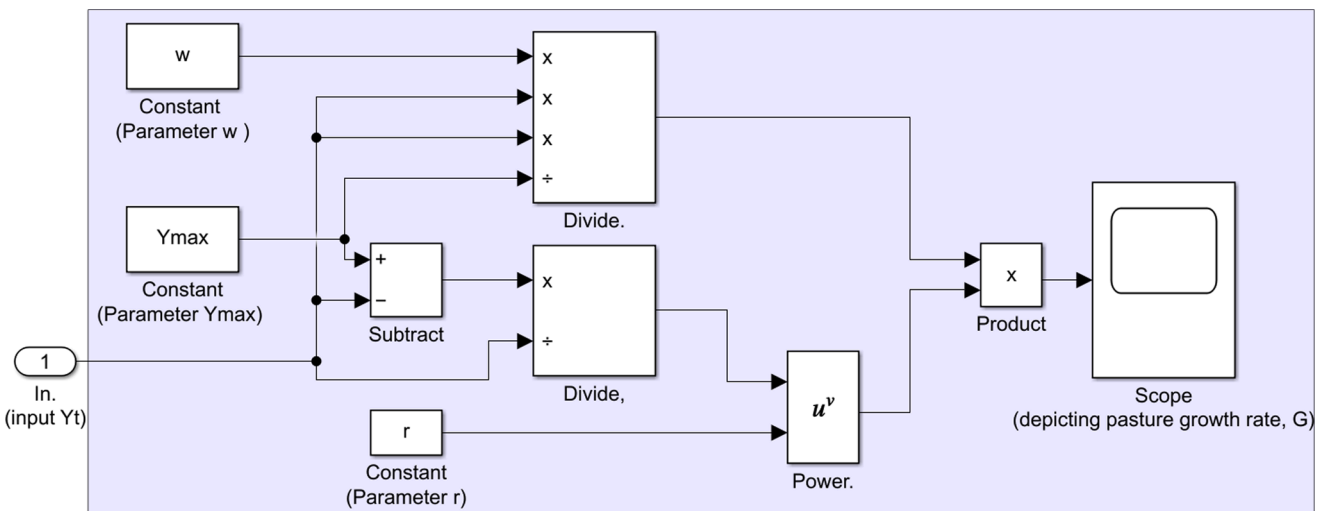 w
Constant
(Parameter w )
x
x
x
÷
Divide.
Ymax
Constant
(Parameter Ymax)
+
−
Subtract
x
÷
Divide,
1
In.
(input Yt)
r
Constant
(Parameter r)
u^v
Power.
x
Product
Scope
(depicting pasture growth rate, G)